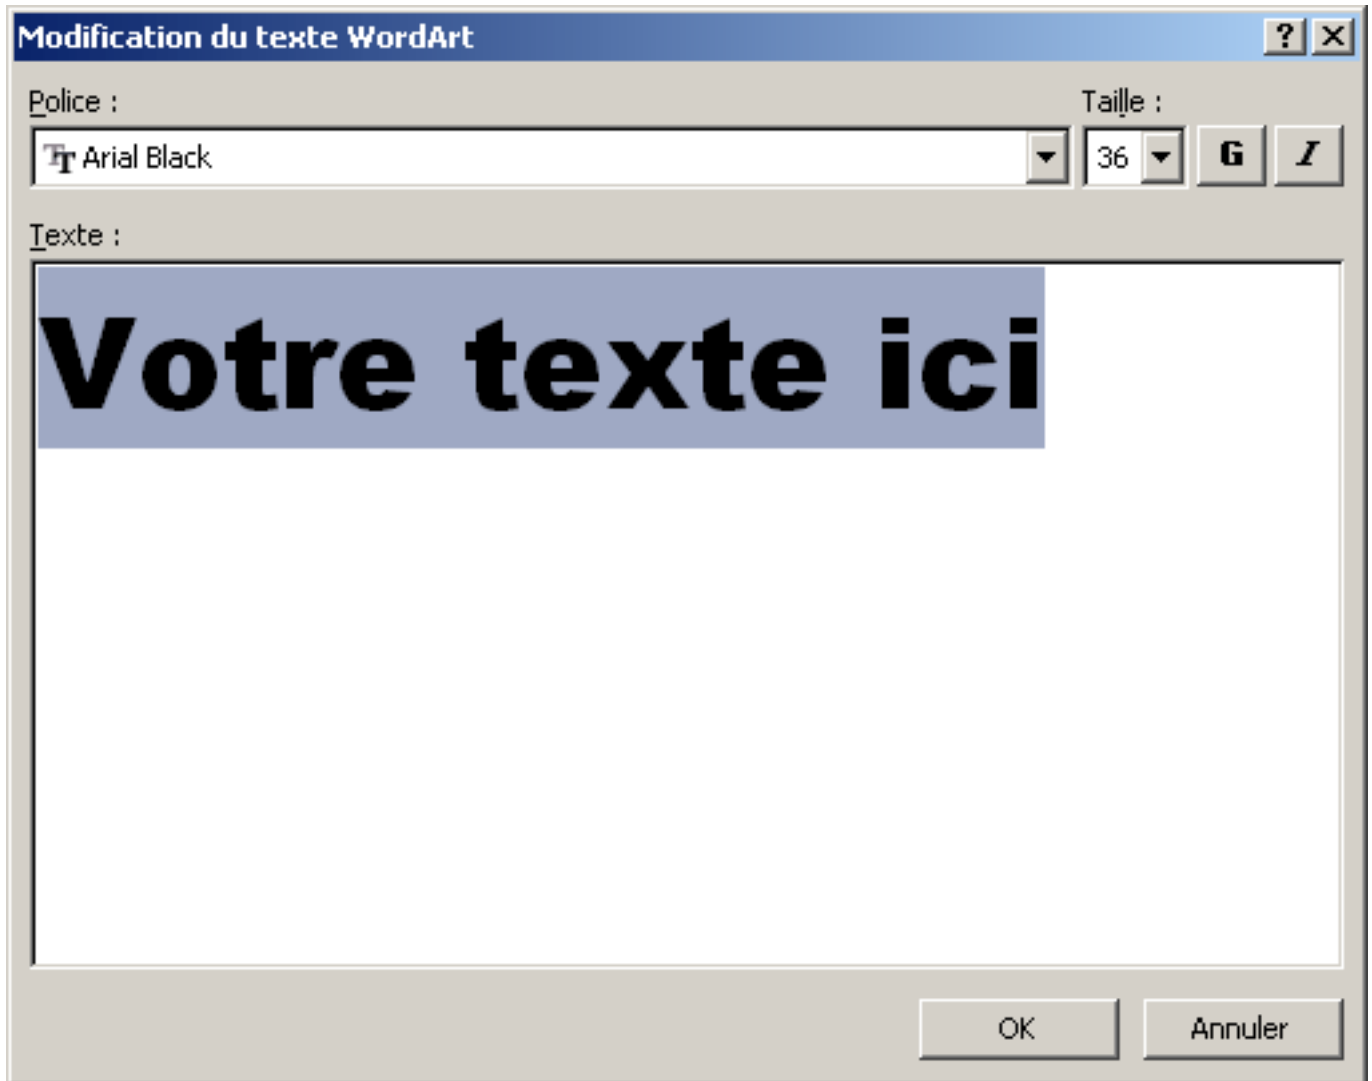 Modification du texte WordArt ? X
Police : Taille :
Arial Black 36 G I
Texte :
Votre texte ici
OK Annuler